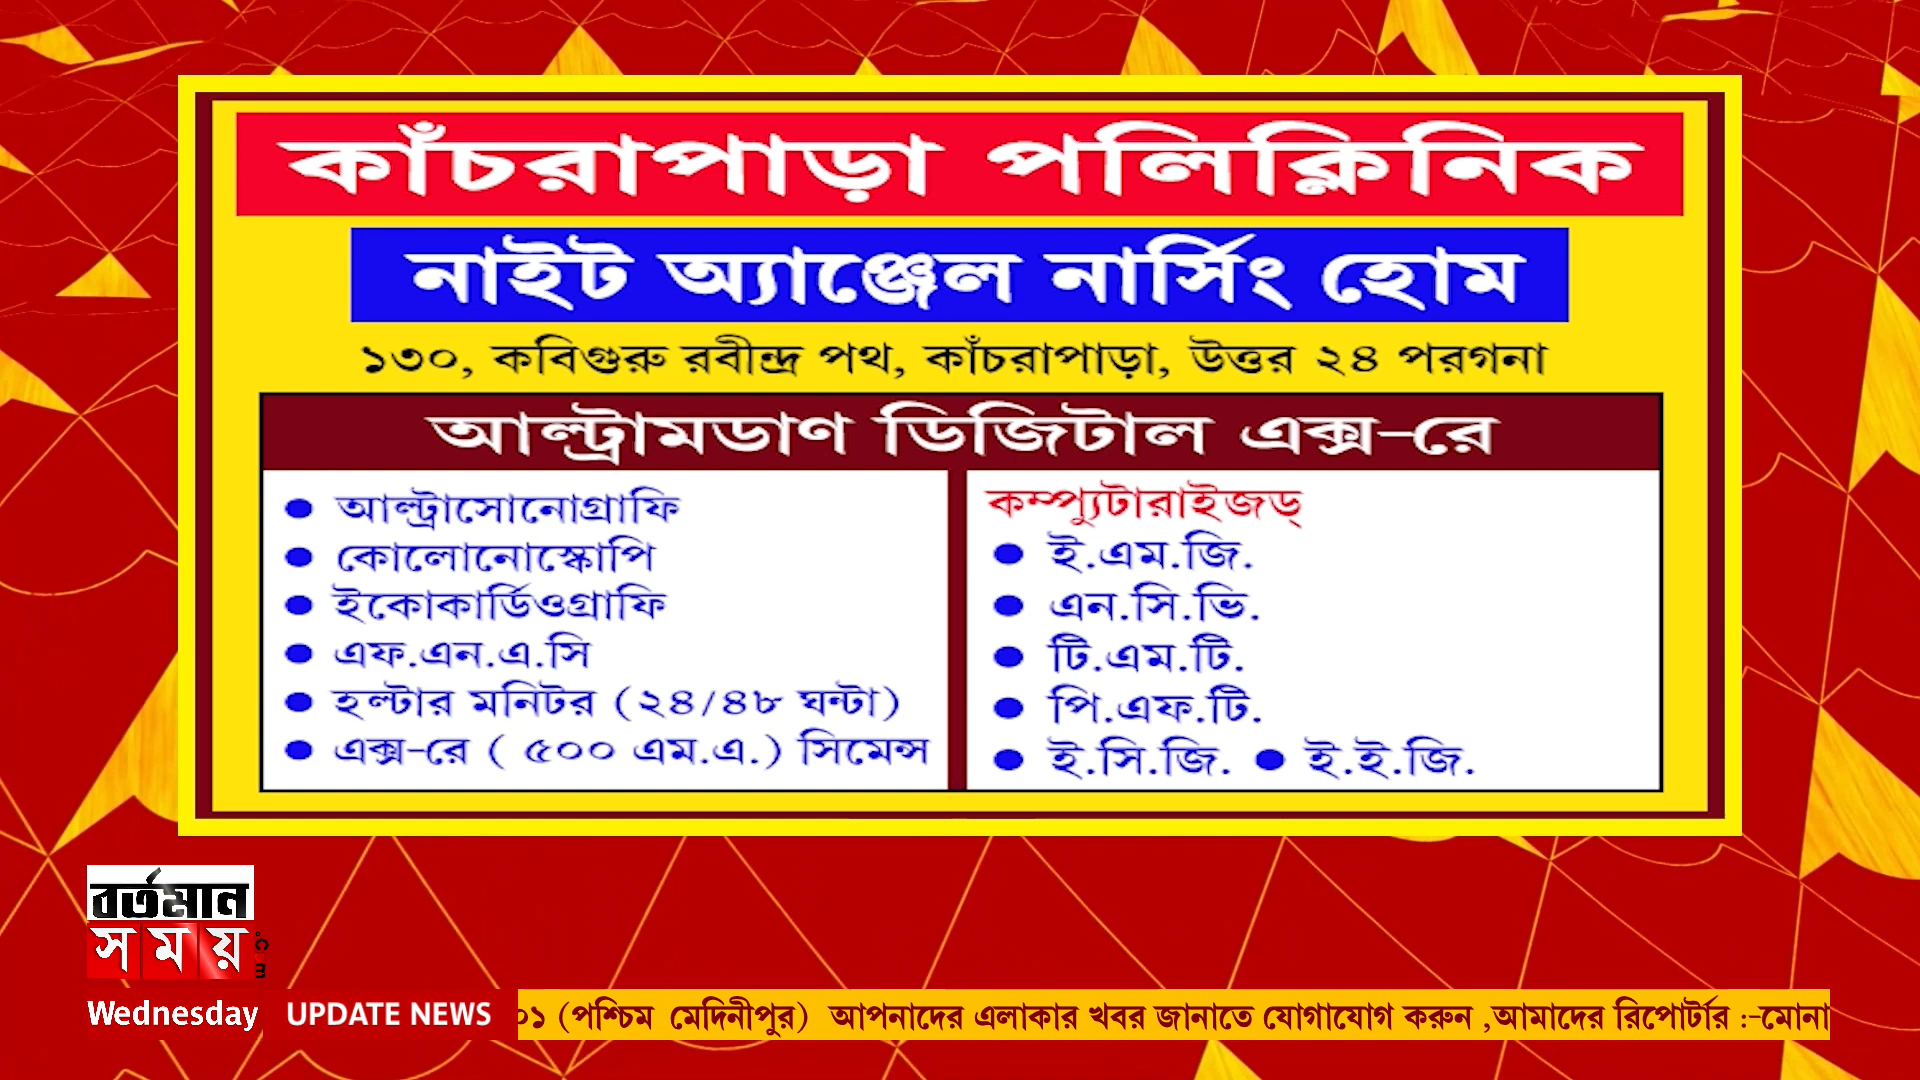 কাঁচরাপাড়া পলিক্লিনিক
নাইট অ্যাঞ্জেল নার্সিং হোম
১৩০, কবিগুরু রবীন্দ্র পথ, কাঁচরাপাড়া, উত্তর ২৪ পরগনা
আল্ট্রামডাণ ডিজিটাল এক্স-রে
● আল্ট্রাসোনোগ্রাফি
● কোলোনোস্কোপি
● ইকোকার্ডিওগ্রাফি
● এফ.এন.এ.সি
● হল্টার মনিটর (২৪/৪৮ ঘন্টা)
● এক্স-রে ( ৫০০ এম.এ.) সিমেন্স
কম্প্যুটারাইজড্
● ই.এম.জি.
● এন.সি.ভি.
● টি.এম.টি.
● পি.এফ.টি.
● ই.সি.জি. ● ই.ই.জি.
বর্তমান
সময়
.com
Wednesday UPDATE NEWS ০১ (পশ্চিম মেদিনীপুর) আপনাদের এলাকার খবর জানাতে যোগাযোগ করুন ,আমাদের রিপোর্টার :-মোনা